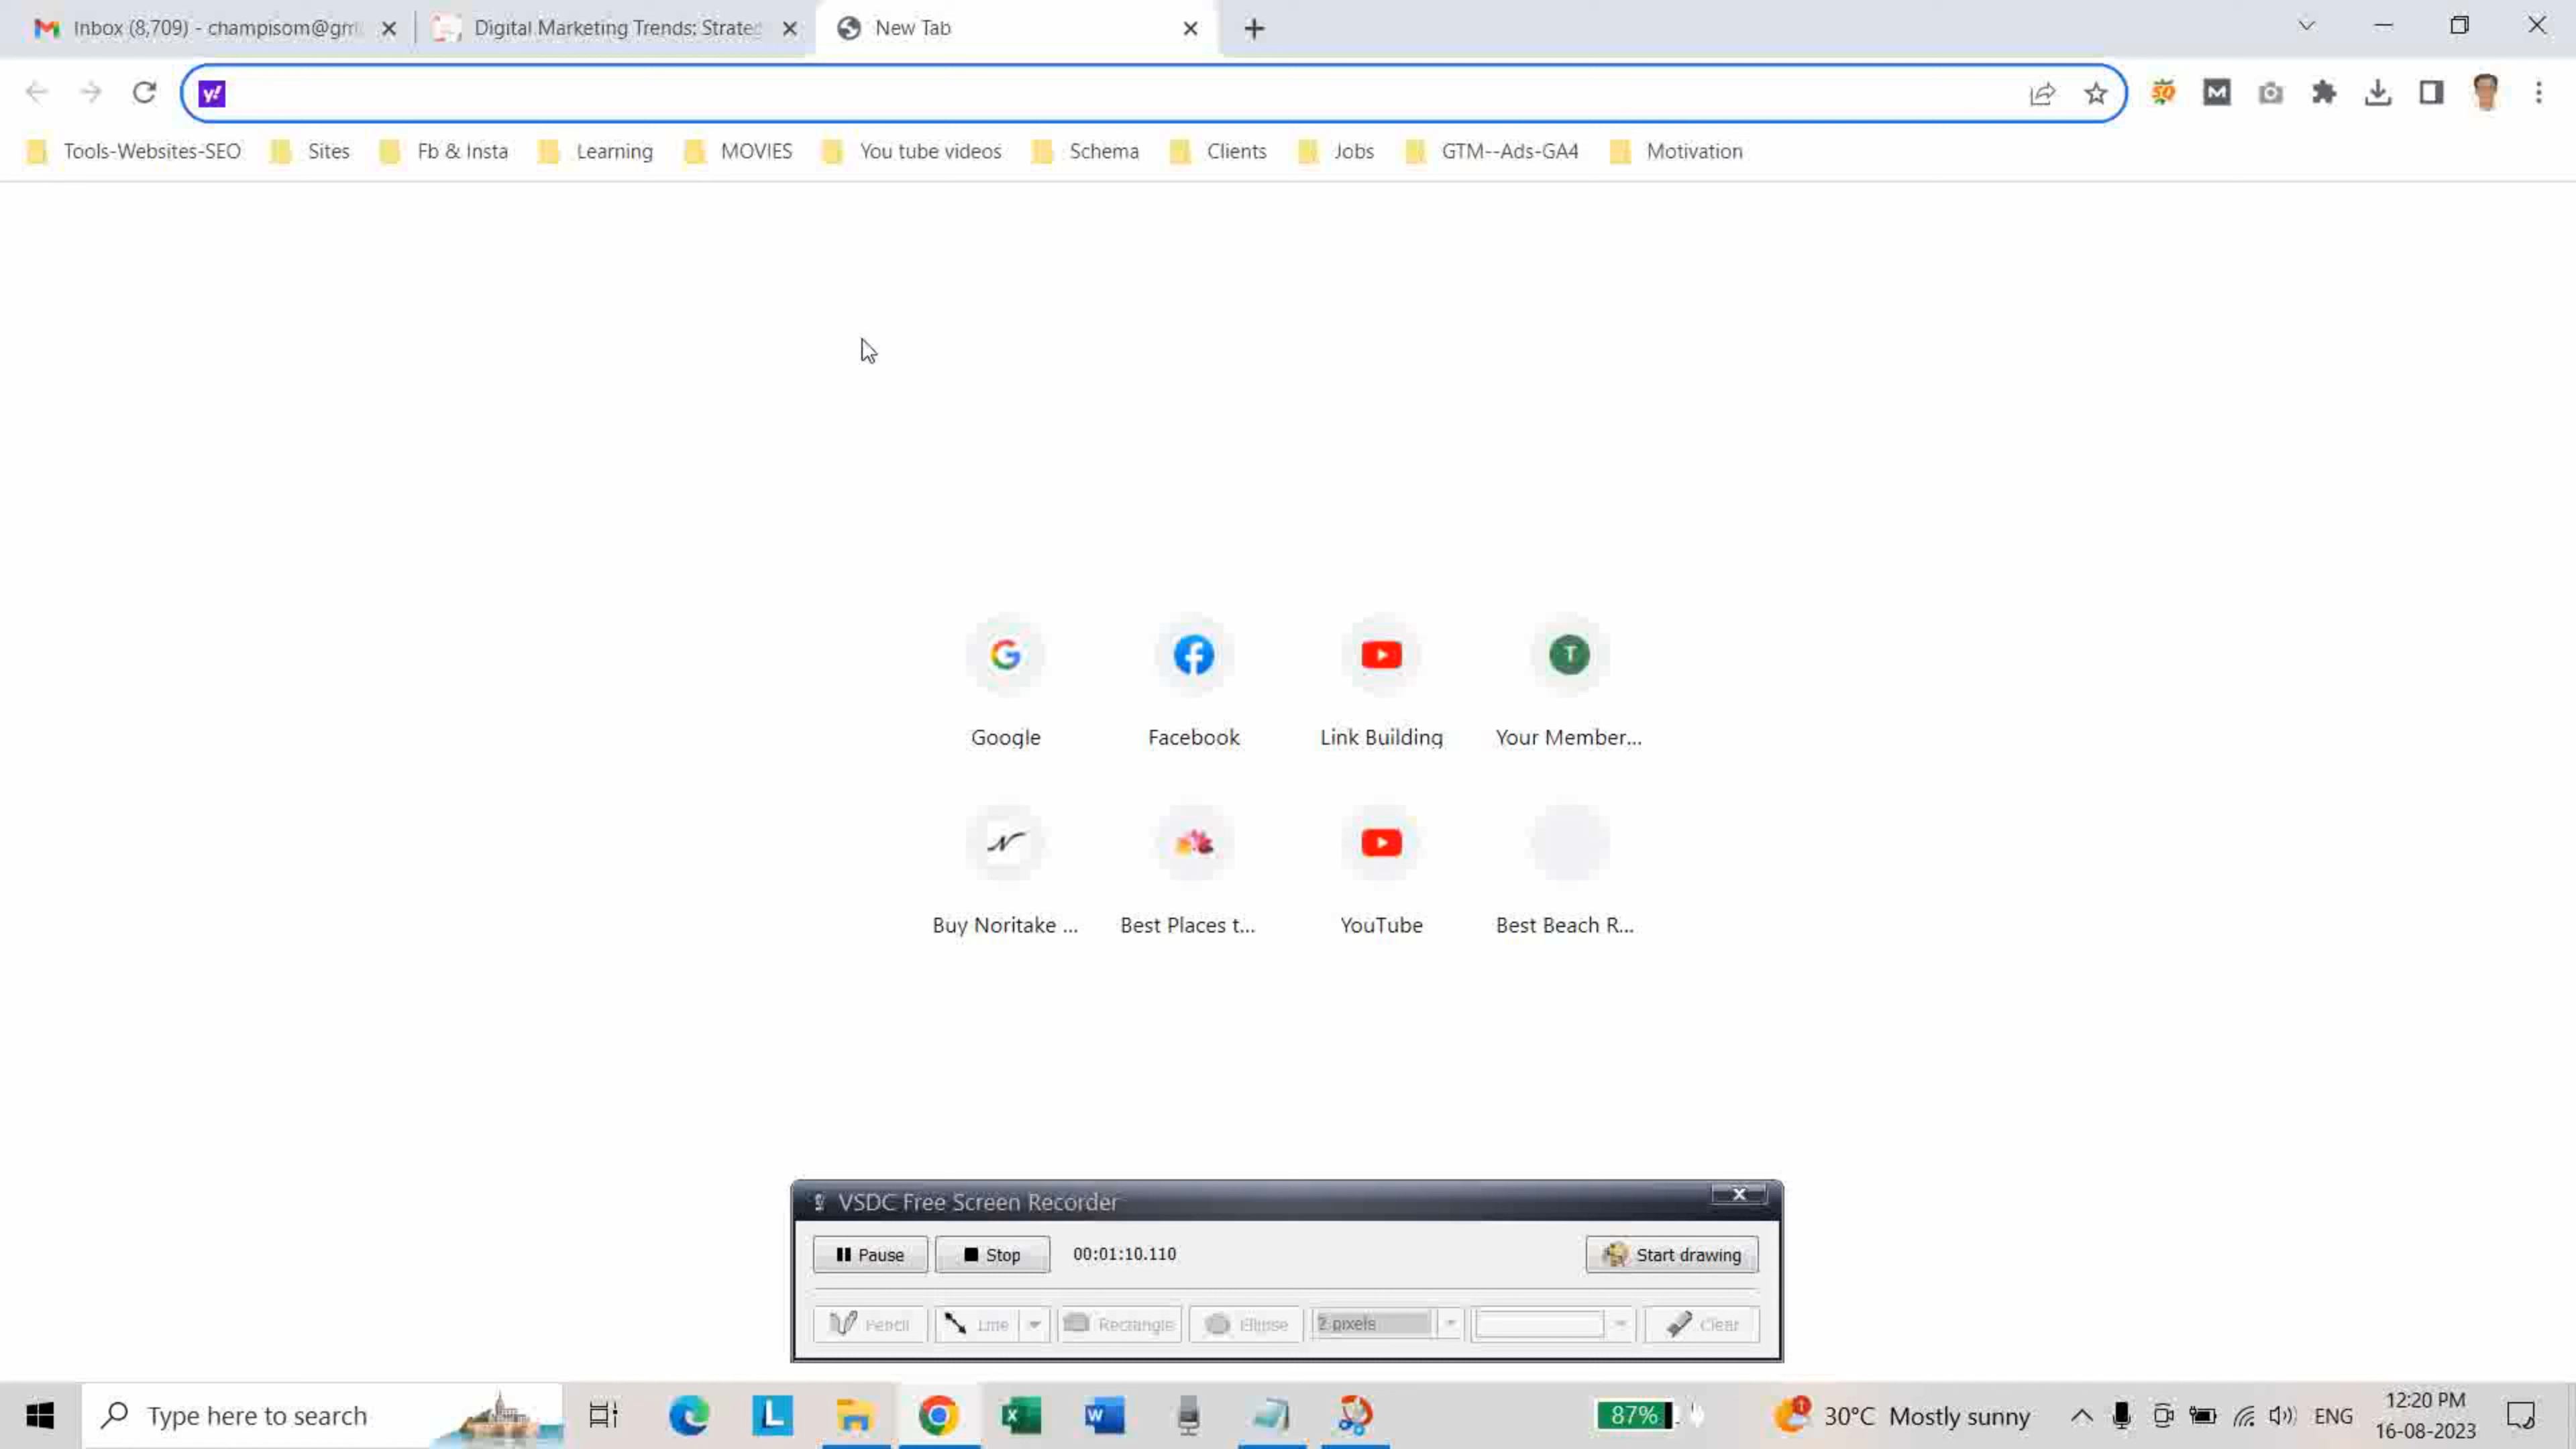 Inbox (8,709) - champisom@gm
Digital Marketing Trends: Strate
New Tab
y!
Tools-Websites-SEO
Sites
Fb & Insta
Learning
MOVIES
You tube videos
Schema
Clients
Jobs
GTM--Ads-GA4
Motivation
Google
Facebook
Link Building
T
Your Member...
Buy Noritake ...
Best Places t...
YouTube
Best Beach R...
VSDC Free Screen Recorder
Pause
Stop
00:01:10.110
Start drawing
Pencil
Line
Rectangle
Ellipse
2 pixels
Clear
Type here to search
87%
30°C Mostly sunny
ENG
12:20 PM
16-08-2023